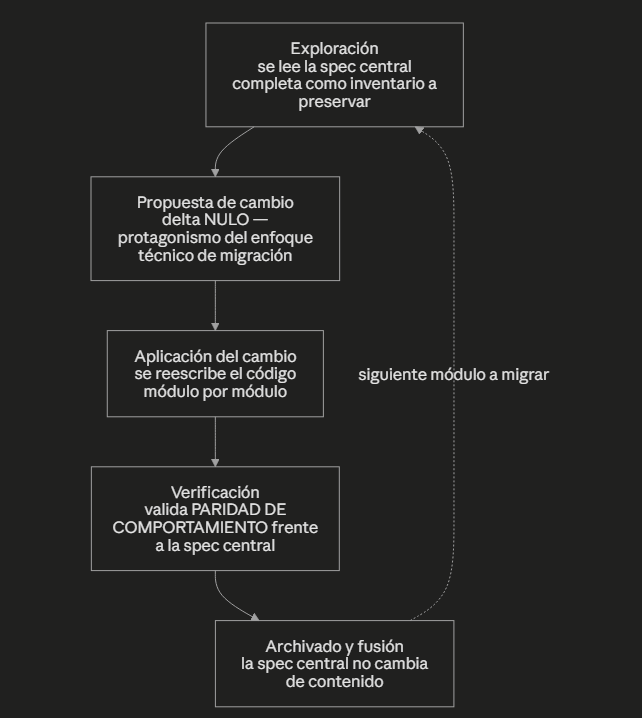 Exploración
se lee la spec central
completa como inventario a
preservar
Propuesta de cambio
delta NULO —
protagonismo del enfoque
técnico de migración
Aplicación del cambio
se reescribe el código
módulo por módulo
siguiente módulo a migrar
Verificación
valida PARIDAD DE
COMPORTAMIENTO frente
a la spec central
Archivado y fusión
la spec central no cambia
de contenido